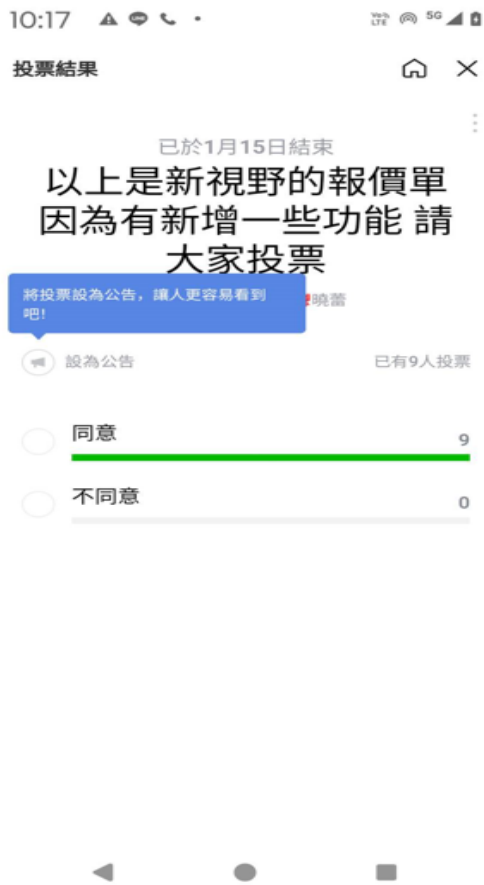 10:17
VoD LTE 5G
投票結果
已於1月15日結束
以上是新視野的報價單
因為有新增一些功能 請
大家投票
將投票設為公告，讓人更容易看到
吧!
曉蕾
設為公告
已有9人投票
同意
9
不同意
0